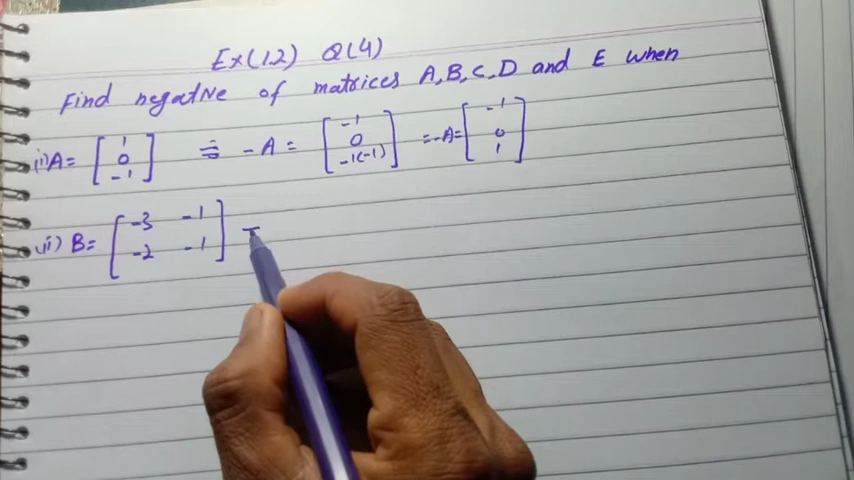 Ex(1.2) Q(4)
Find negative of matrices A,B,C,D and E when
(i) A= [1 0 -1] ⇒ -A = [-1 0 -1(-1)] = -A= [-1 0 1]
(ii) B= [-3 -1
-2 -1]